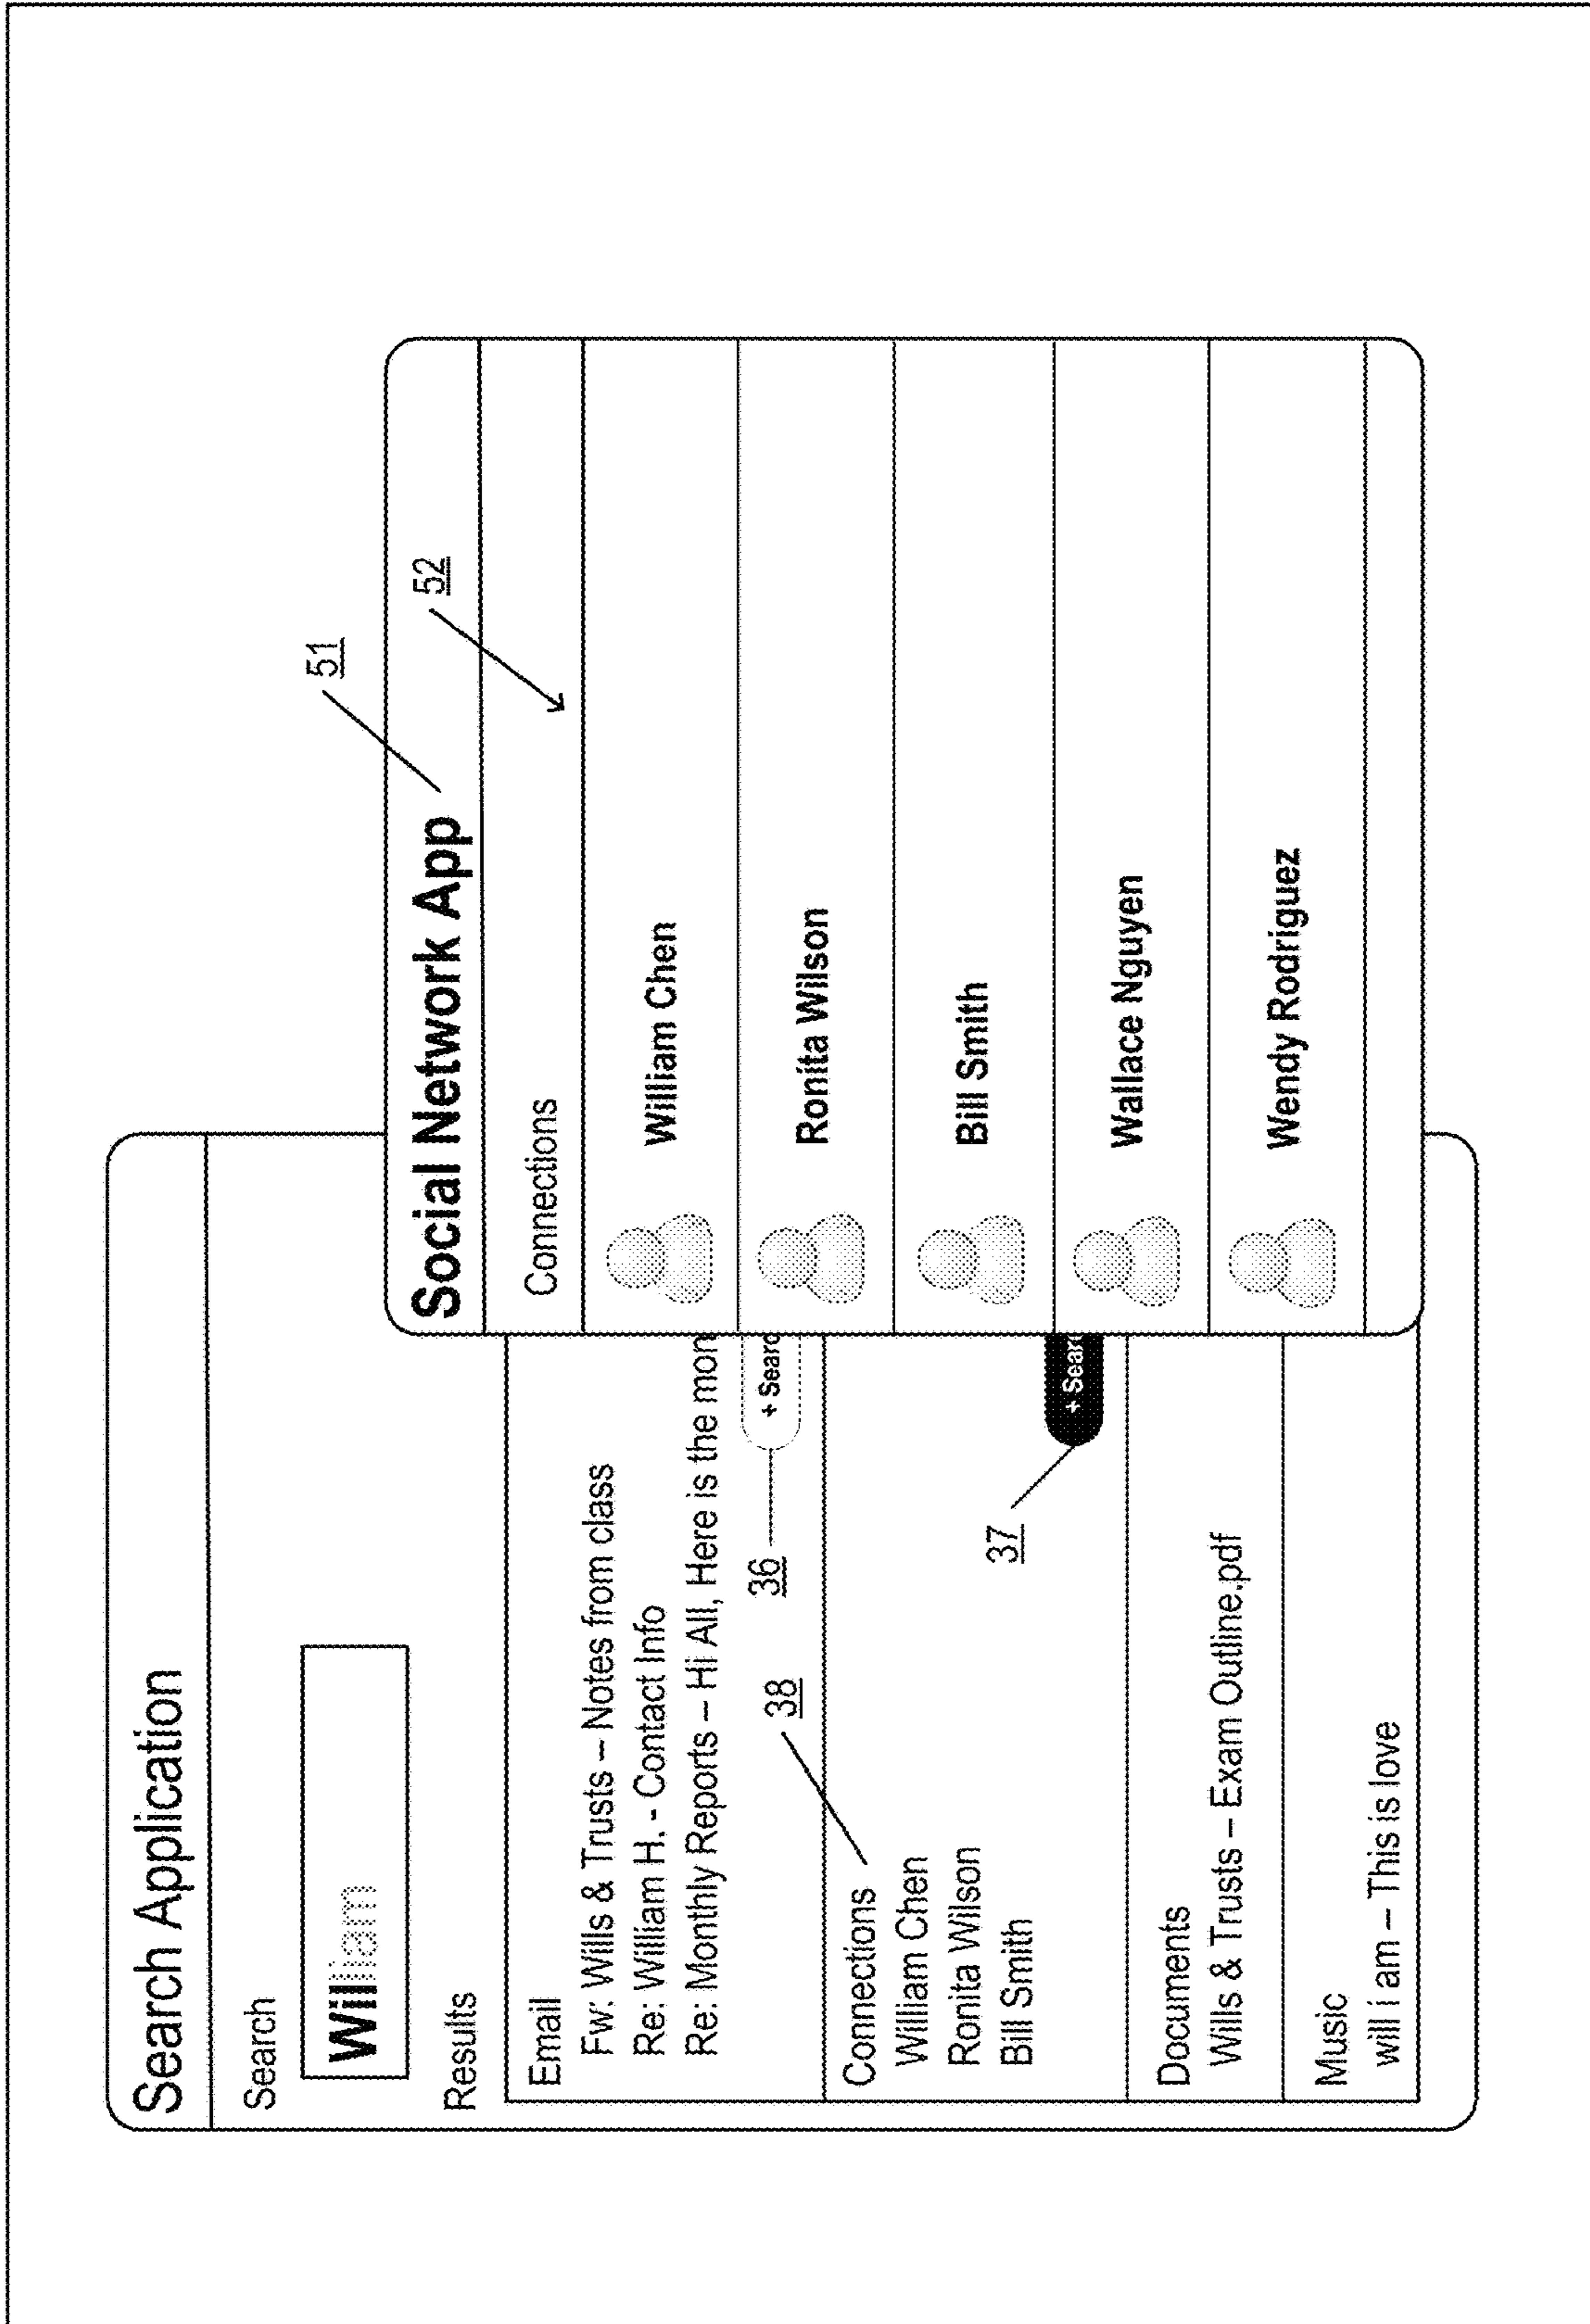 Search Application
Search
William
Results
Email
Fw: Wills & Trusts – Notes from class
Re: William H. - Contact Info
Re: Monthly Reports – Hi All, Here is the mon
+ Searc
36
38
Connections
William Chen
Ronita Wilson
Bill Smith
37
+ Sear
Documents
Wills & Trusts – Exam Outline.pdf
Music
will i am – This is love
51
Social Network App
52
Connections
William Chen
Ronita Wilson
Bill Smith
Wallace Nguyen
Wendy Rodriguez